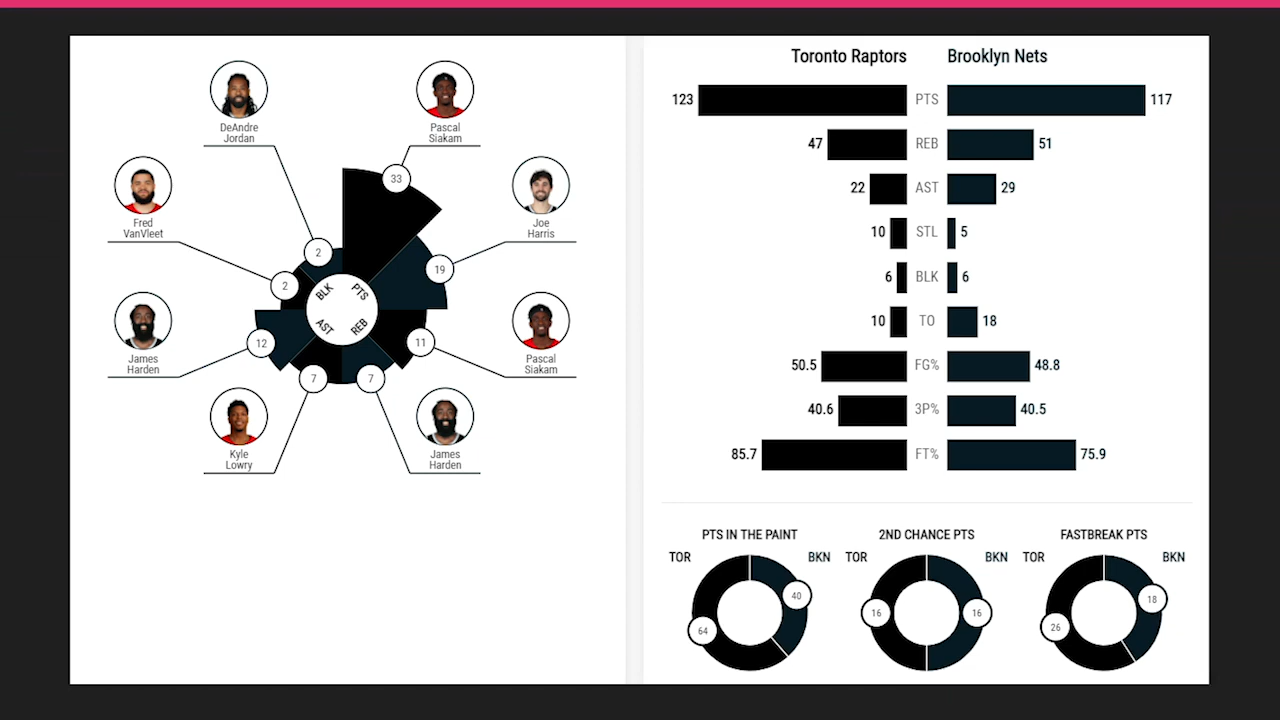 DeAndre
Jordan
Pascal
Siakam
33
Fred
VanVleet
Joe
Harris
2
19
2
BLK
PTS
AST
REB
James
Harden
12
11
Pascal
Siakam
7
7
Kyle
Lowry
James
Harden
Toronto Raptors Brooklyn Nets
123 PTS 117
47 REB 51
22 AST 29
10 STL 5
6 BLK 6
10 TO 18
50.5 FG% 48.8
40.6 3P% 40.5
85.7 FT% 75.9
PTS IN THE PAINT
TOR BKN
40
64
2ND CHANCE PTS
TOR BKN
16 16
FASTBREAK PTS
TOR BKN
18
26